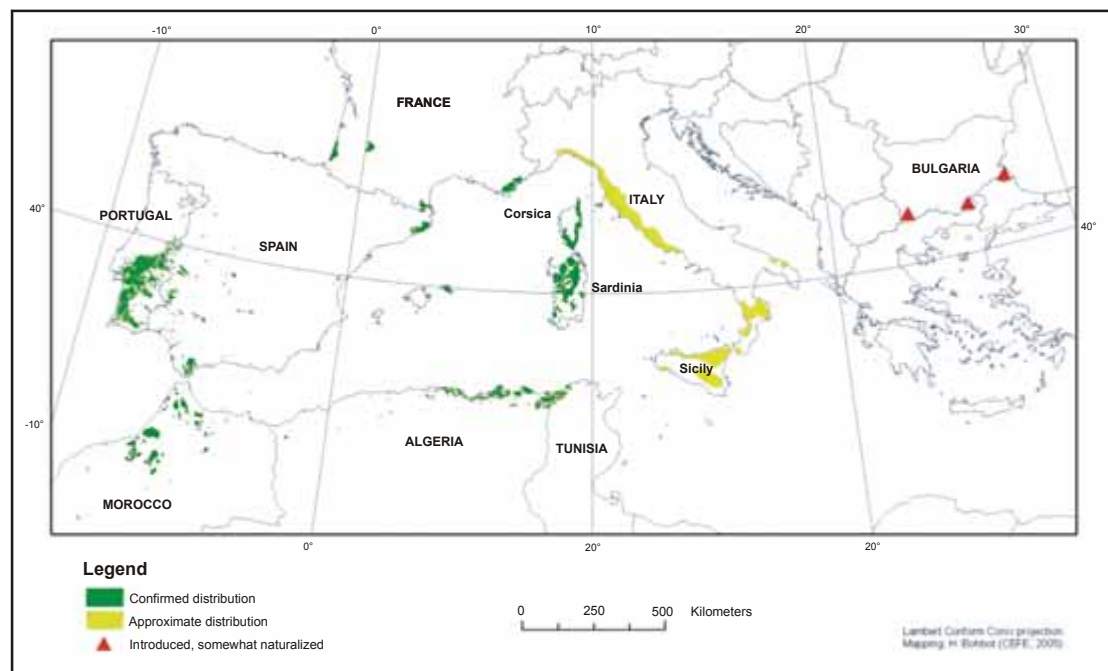 -10°
0°
10°
20°
30°
FRANCE
BULGARIA
ITALY
Corsica
40°
PORTUGAL
40°
SPAIN
Sardinia
Sicily
-10°
ALGERIA
TUNISIA
MOROCCO
0°
20°
20°
Legend
Confirmed distribution
Approximate distribution
Introduced, somewhat naturalized
0 250 500 Kilometers
Lambert Conform Conic projection
Mapping: H. Bohbot (CEFE, 2005)